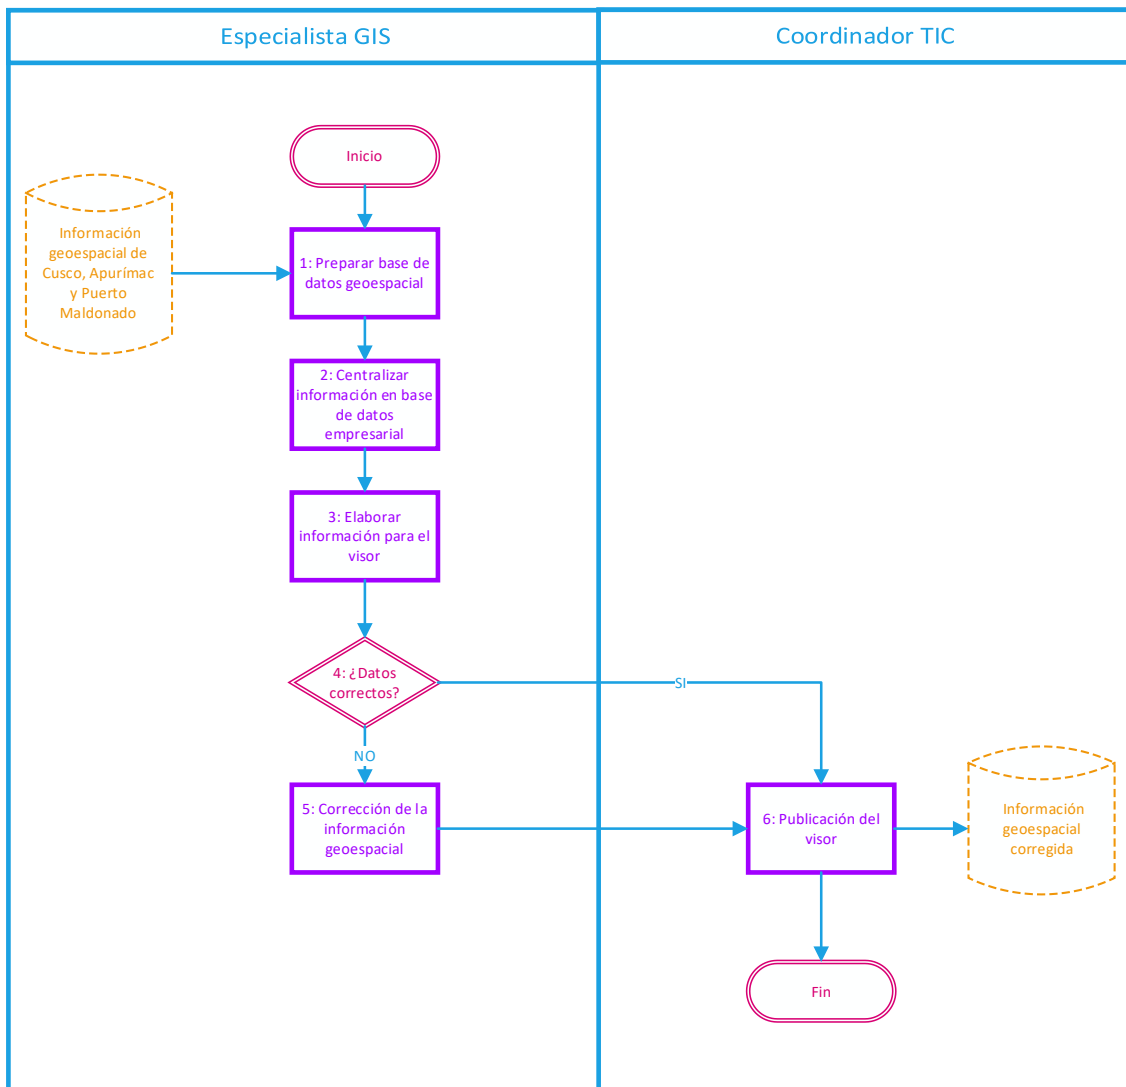 Especialista GIS
Coordinador TIC
Inicio
Información
geoespacial de
Cusco, Apurímac
y Puerto
Maldonado
1: Preparar base de
datos geoespacial
2: Centralizar
información en base
de datos
empresarial
3: Elaborar
información para el
visor
4: ¿Datos
correctos?
SI
NO
5: Corrección de la
información
geoespacial
6: Publicación del
visor
Información
geoespacial
corregida
Fin